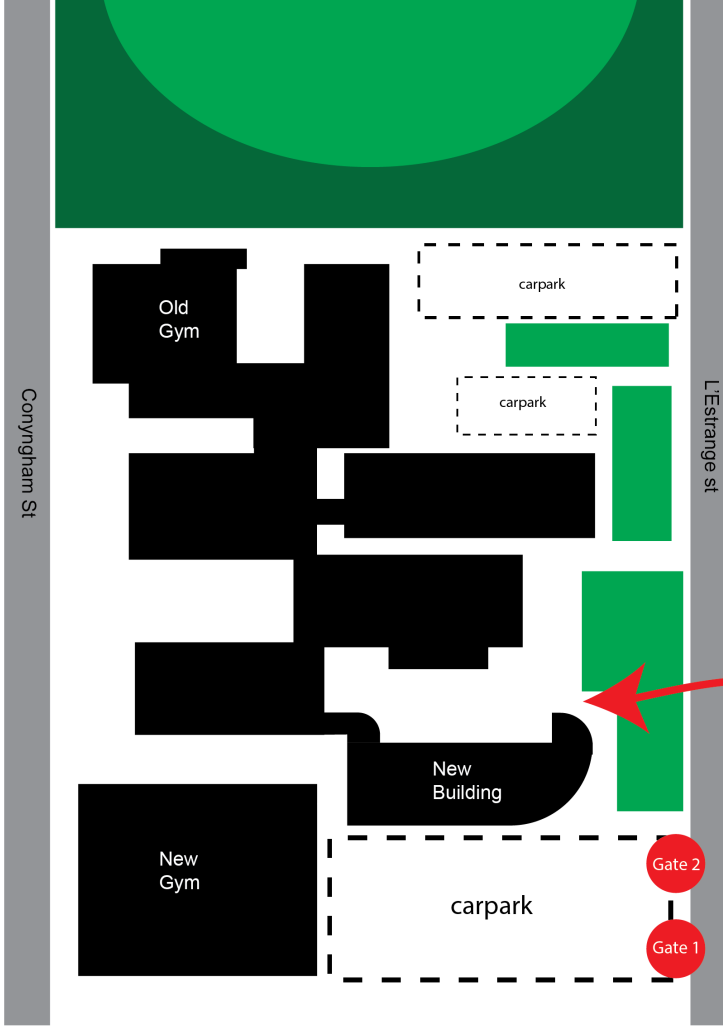 carpark
Old
Gym
carpark
Conyngham St
L'Estrange st
New
Building
New
Gym
carpark
Gate 2
Gate 1